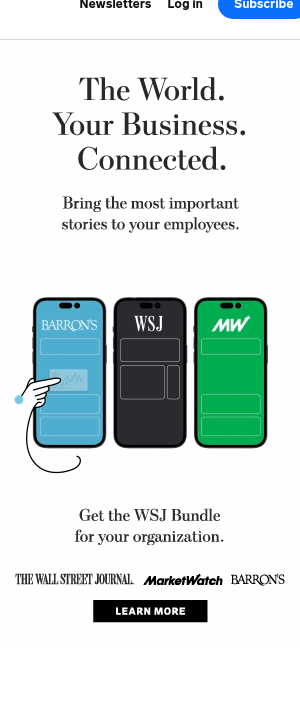 Newsletters Log in Subscribe
The World.
Your Business.
Connected.
Bring the most important
stories to your employees.
BARRON'S WSJ MW
Get the WSJ Bundle
for your organization.
THE WALL STREET JOURNAL. MarketWatch BARRON'S
LEARN MORE